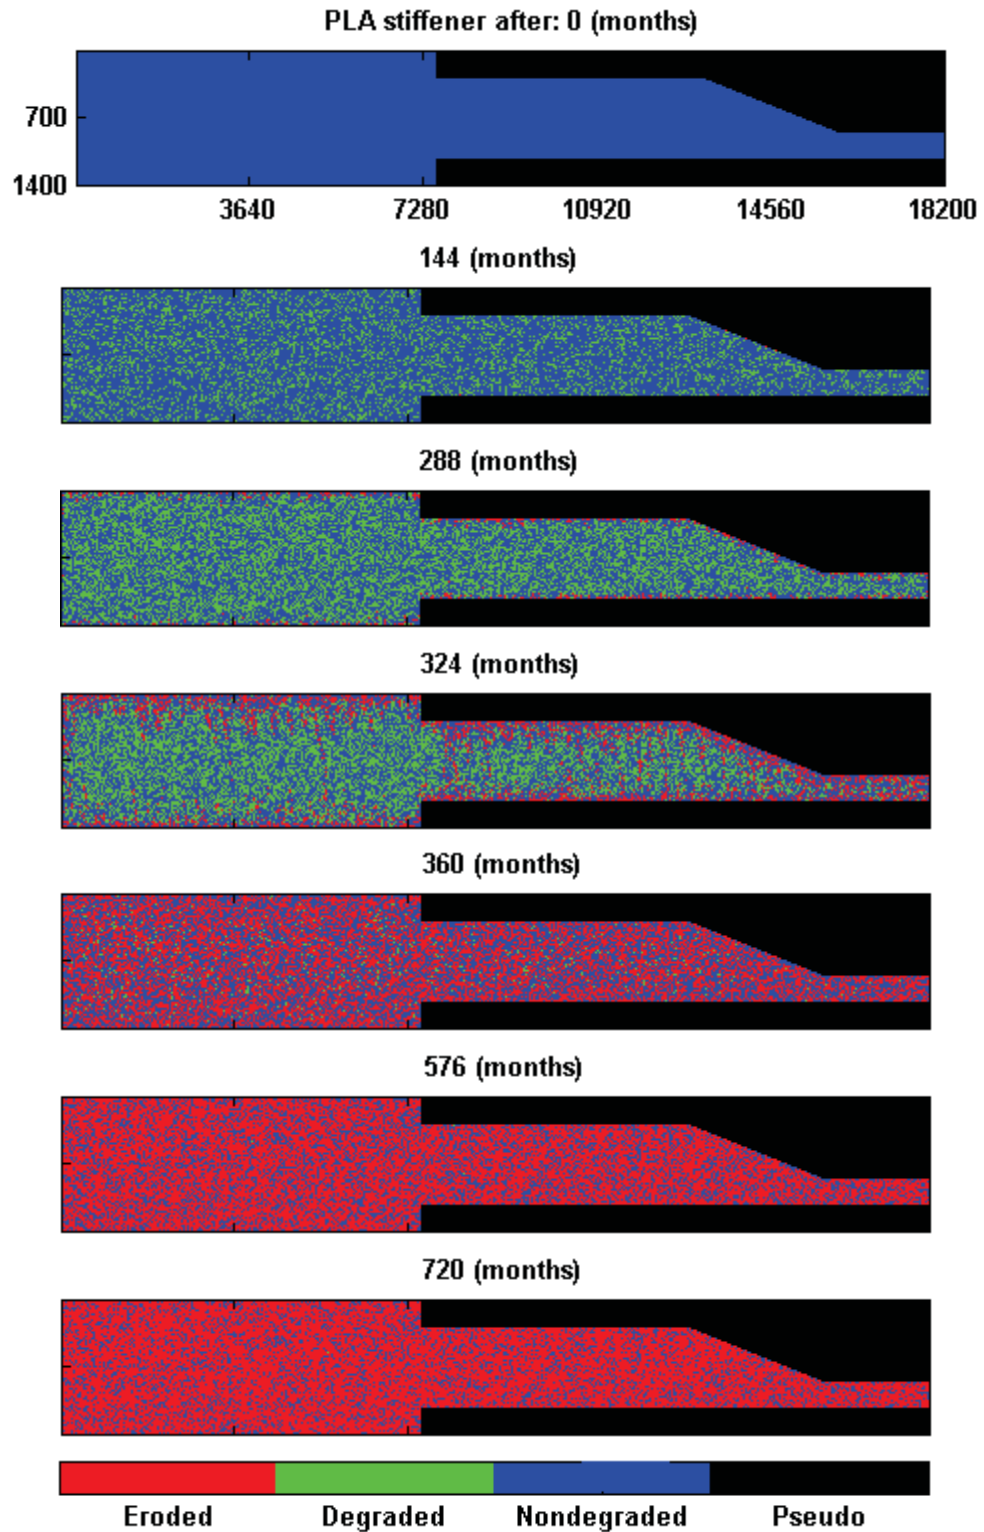 PLA stiffener after: 0 (months)
700
1400
3640 7280 10920 14560 18200
144 (months)
288 (months)
324 (months)
360 (months)
576 (months)
720 (months)
Eroded Degraded Nondegraded Pseudo